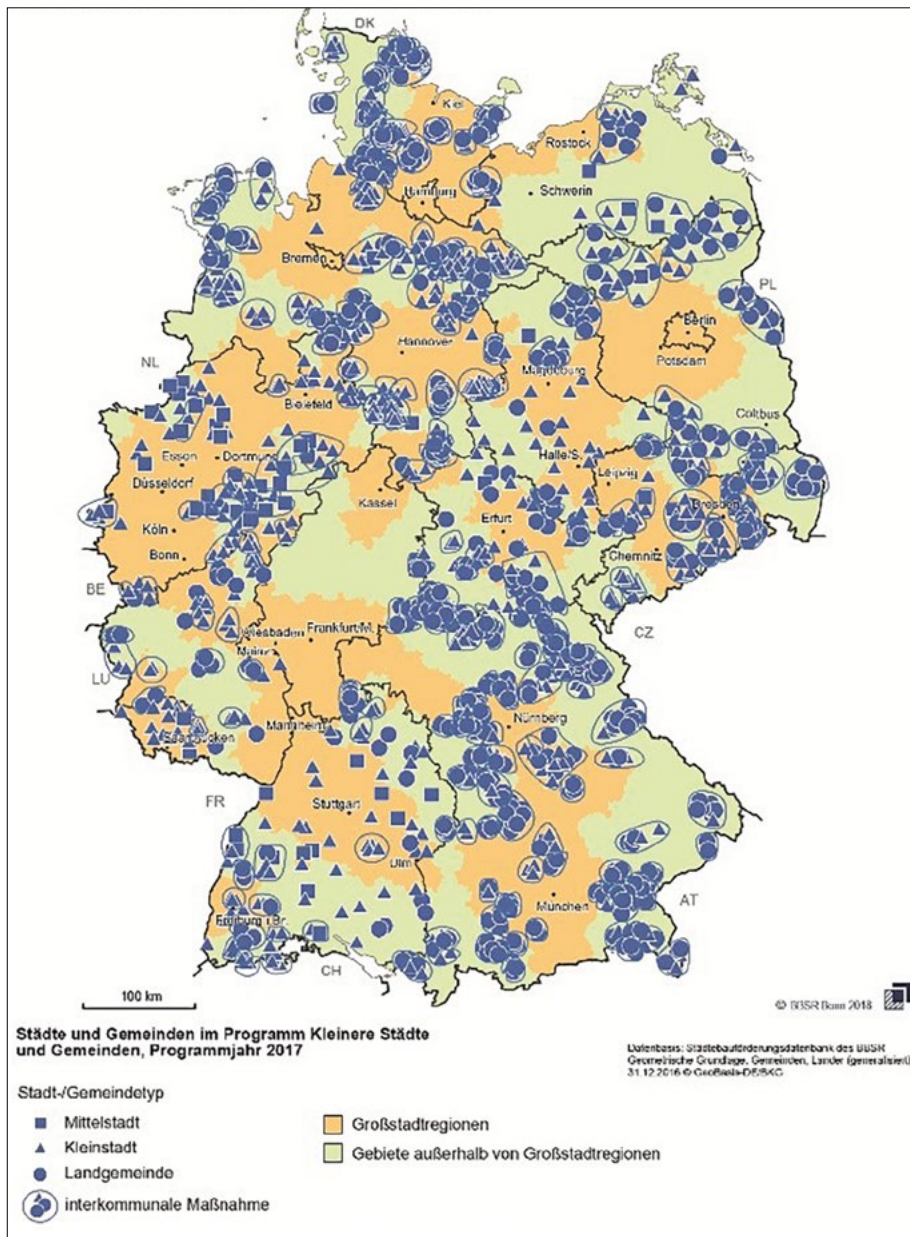 DK
Kiel
Rostock
Hamburg
Schwerin
Bremen
PL
Berlin
Hannover
Potsdam
NL
Magdeburg
Bielefeld
Cottbus
Essen
Dortmund
Halle S.
Leipzig
Düsseldorf
Kassel
Dresden
Köln
Erfurt
Bonn
Chemnitz
BE
CZ
Wiesbaden
Frankfurt/M.
Mainz
LU
Mannheim
Nürnberg
Saarbrücken
FR
Stuttgart
Ulm
München
AT
Freiburg i.Br.
CH
100 km
© BBSR Bonn 2018
Städte und Gemeinden im Programm Kleinere Städte
und Gemeinden, Programmjahr 2017
Datenbasis: Städtebauförderungsdatenbank des BBSR
Geometrische Grundlage, Gemeinden, Länder (generalisiert)
31.12.2016 © GeoBasis-DE/BKG
Stadt-/Gemeindetyp
Mittelstadt
Großstadtregionen
Kleinstadt
Gebiete außerhalb von Großstadtregionen
Landgemeinde
interkommunale Maßnahme